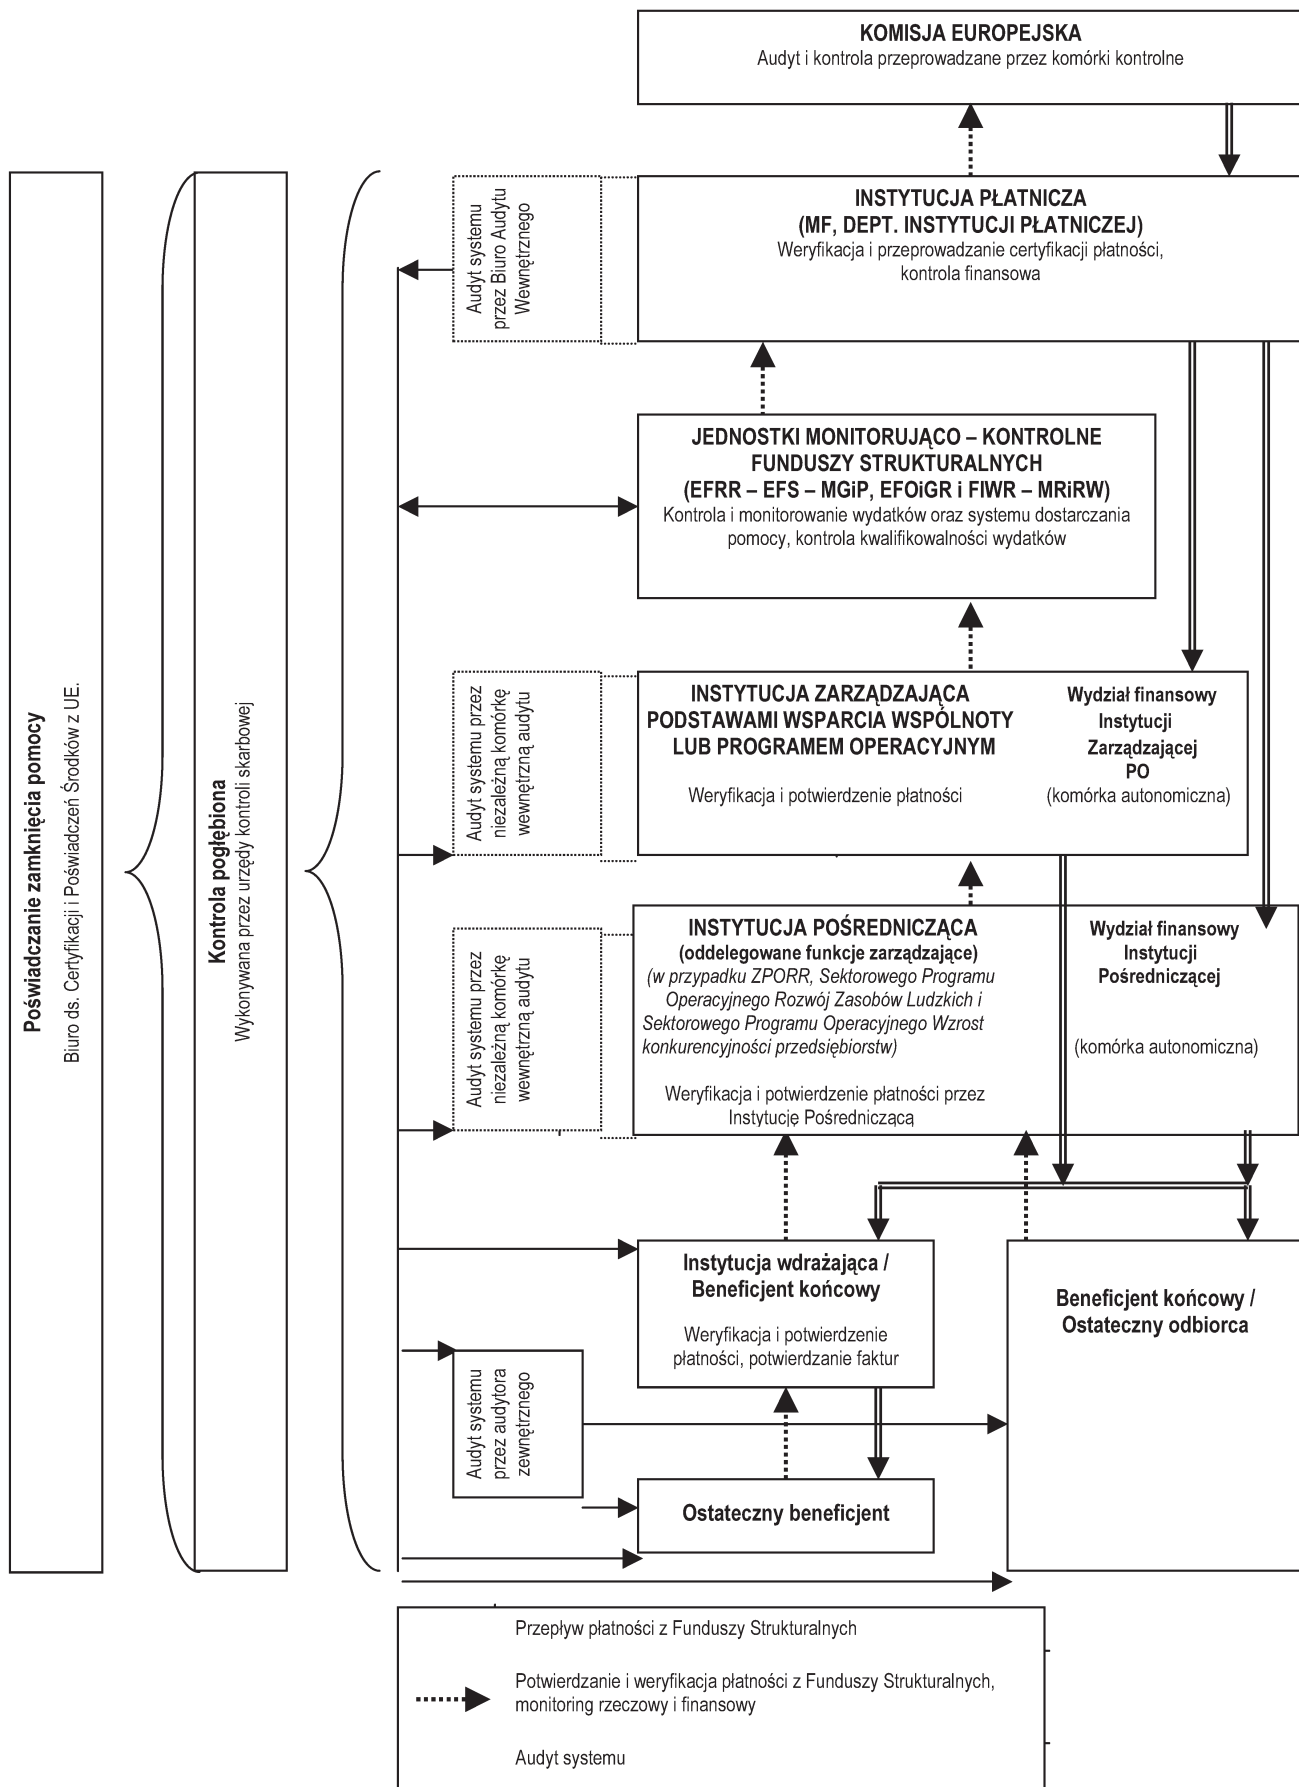 KOMISJA EUROPEJSKA
Audyt i kontrola przeprowadzane przez komórki kontrolne
Poświadczanie zamknięcia pomocy
Biuro ds. Certyfikacji i Poświadczeń Środków z UE.
Kontrola pogłębiona
Wykonywana przez urzędy kontroli skarbowej
Audyt systemu
przez Biuro Audytu
Wewnętrznego
INSTYTUCJA PŁATNICZA
(MF, DEPT. INSTYTUCJI PŁATNICZEJ)
Weryfikacja i przeprowadzanie certyfikacji płatności,
kontrola finansowa
JEDNOSTKI MONITORUJĄCO – KONTROLNE
FUNDUSZY STRUKTURALNYCH
(EFRR – EFS – MGiP, EFOiGR i FIWR – MRiRW)
Kontrola i monitorowanie wydatków oraz systemu dostarczania
pomocy, kontrola kwalifikowalności wydatków
Audyt systemu przez
niezależną komórkę
wewnętrzną audytu
INSTYTUCJA ZARZĄDZAJĄCA
PODSTAWAMI WSPARCIA WSPÓLNOTY
LUB PROGRAMEM OPERACYJNYM
Weryfikacja i potwierdzenie płatności
Wydział finansowy
Instytucji
Zarządzającej
PO
(komórka autonomiczna)
Audyt systemu przez
niezależną komórkę
wewnętrzną audytu
INSTYTUCJA POŚREDNICZĄCA
(oddelegowane funkcje zarządzające)
(w przypadku ZPORR, Sektorowego Programu
Operacyjnego Rozwój Zasobów Ludzkich i
Sektorowego Programu Operacyjnego Wzrost
konkurencyjności przedsiębiorstw)
Weryfikacja i potwierdzenie płatności przez
Instytucję Pośredniczącą
Wydział finansowy
Instytucji
Pośredniczącej
(komórka autonomiczna)
Instytucja wdrażająca /
Beneficjent końcowy
Weryfikacja i potwierdzenie
płatności, potwierdzanie faktur
Beneficjent końcowy /
Ostateczny odbiorca
Audyt systemu
przez audytora
zewnętrznego
Ostateczny beneficjent
Przepływ płatności z Funduszy Strukturalnych
Potwierdzanie i weryfikacja płatności z Funduszy Strukturalnych,
monitoring rzeczowy i finansowy
Audyt systemu